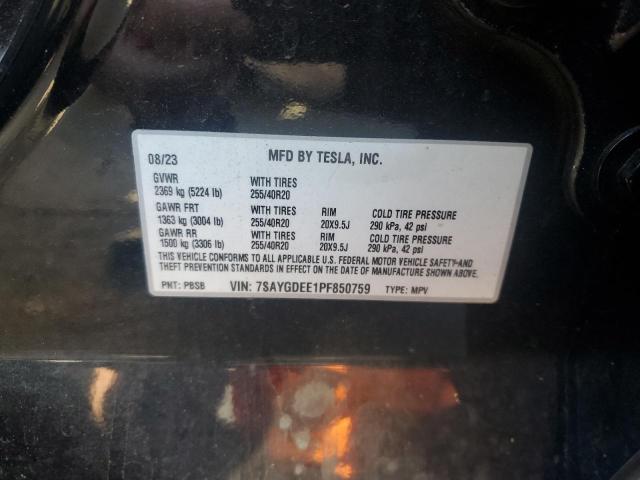 08/23 MFD BY TESLA, INC.
GVWR WITH TIRES
2369 kg (5224 lb) 255/40R20
GAWR FRT WITH TIRES RIM COLD TIRE PRESSURE
1363 kg (3004 lb) 255/40R20 20X9.5J 290 kPa, 42 psi
GAWR RR WITH TIRES RIM COLD TIRE PRESSURE
1500 kg (3306 lb) 255/40R20 20X9.5J 290 kPa, 42 psi
THIS VEHICLE CONFORMS TO ALL APPLICABLE U.S. FEDERAL MOTOR VEHICLE SAFETY AND
THEFT PREVENTION STANDARDS IN EFFECT ON THE DATE OF MANUFACTURE SHOWN ABOVE.
PNT: PBSB VIN: 7SAYGDEE1PF850759 TYPE: MPV